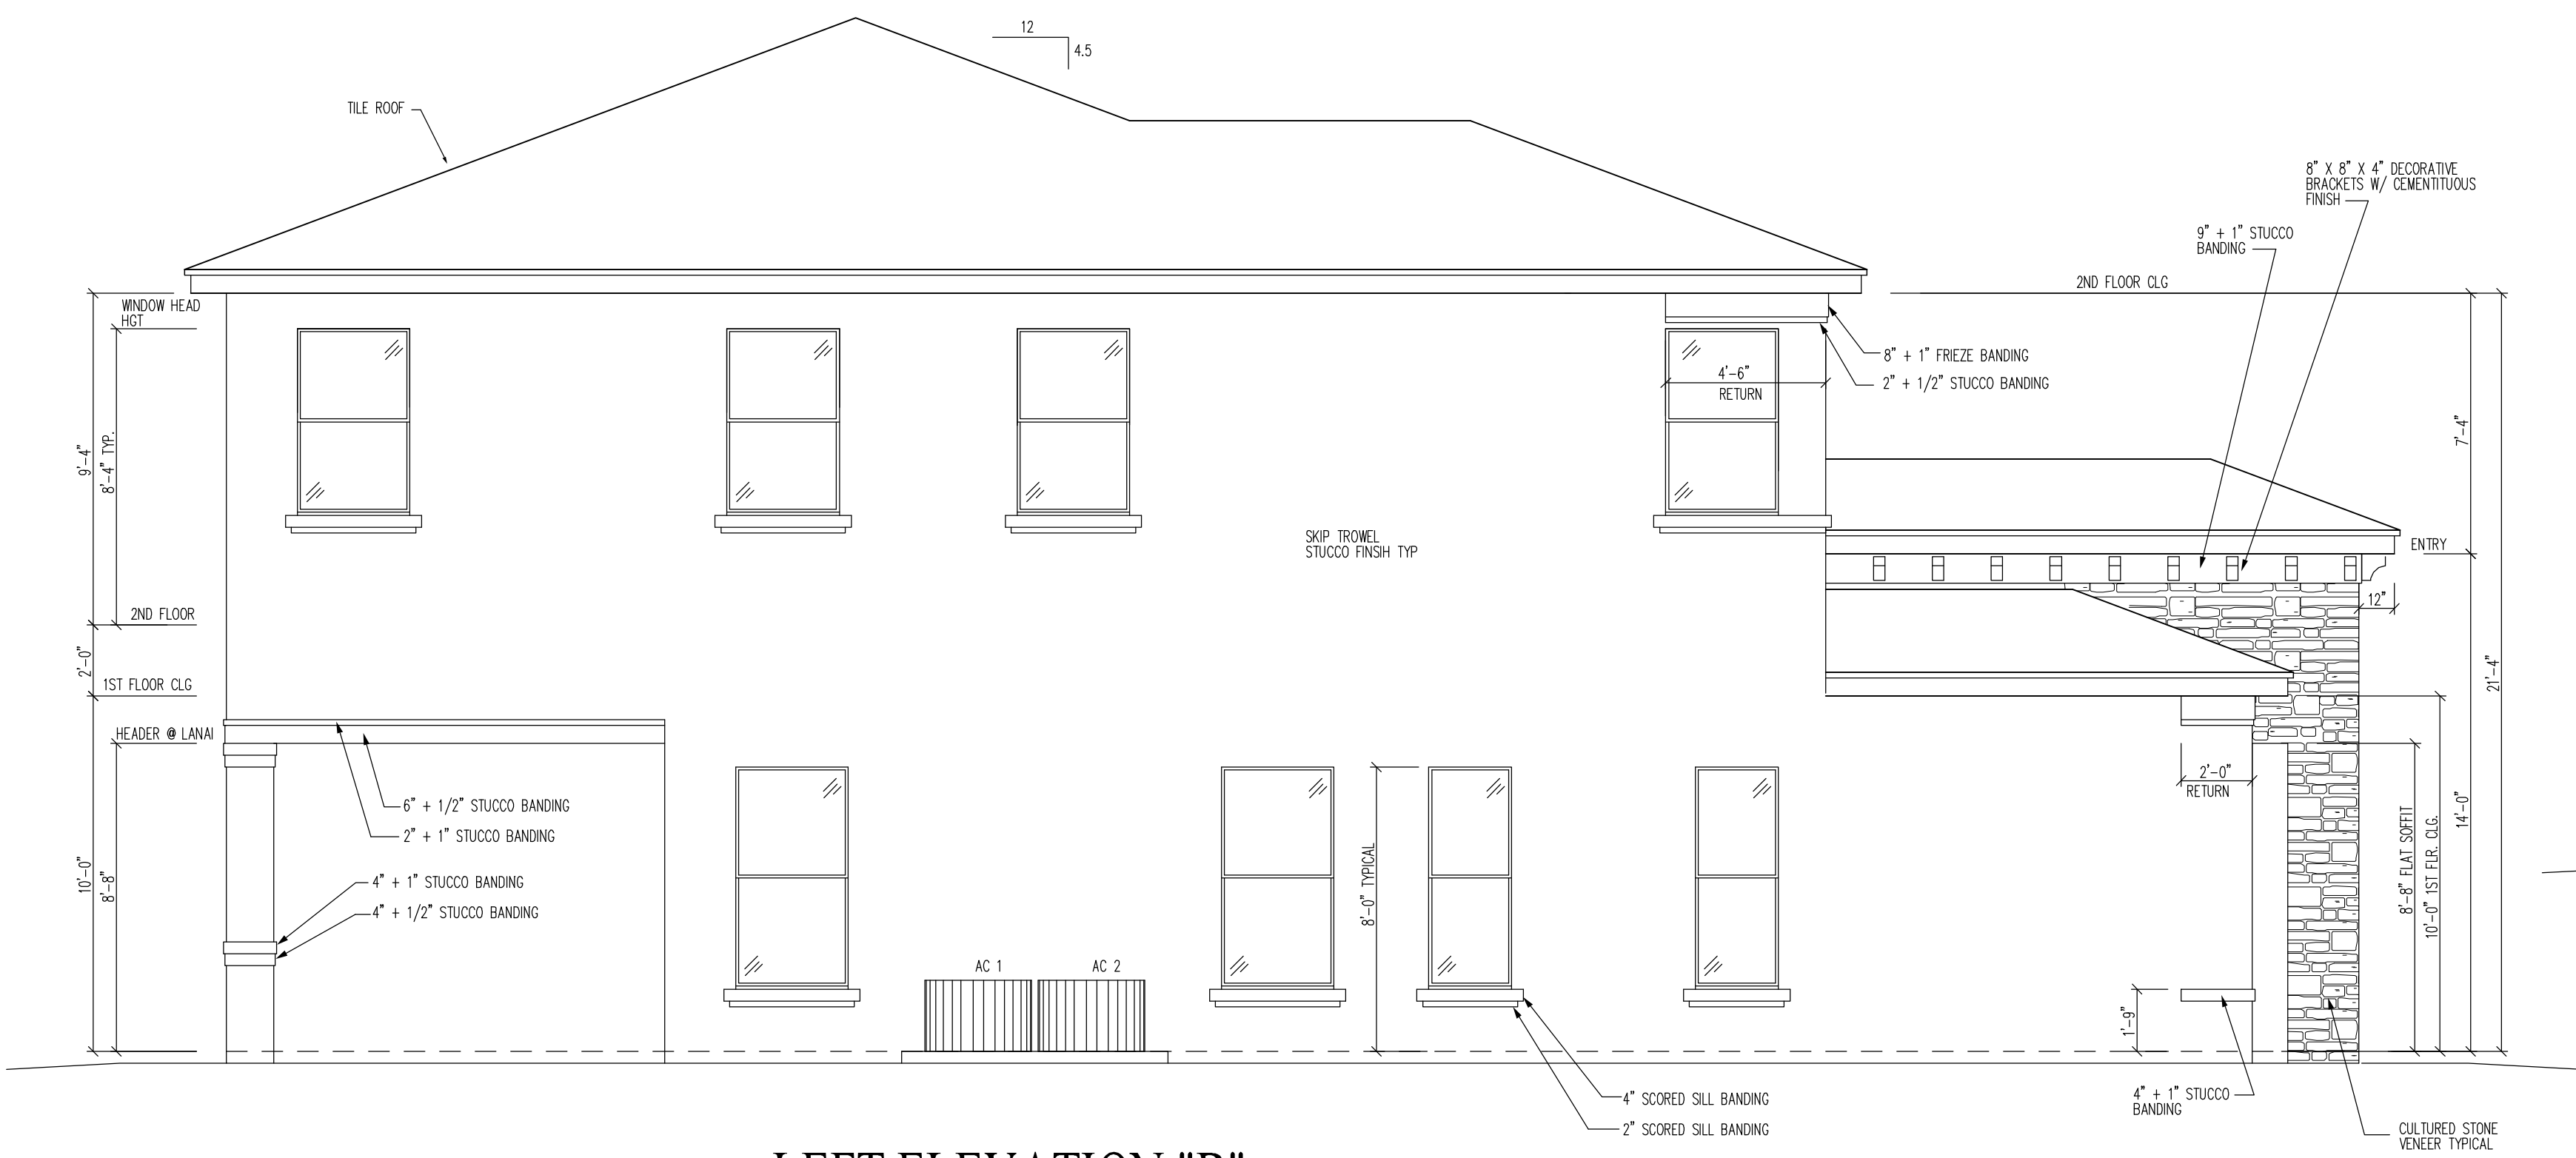 12
4.5
TILE ROOF
8" X 8" X 4" DECORATIVE
BRACKETS W/ CEMENTITUOUS
FINISH
9" + 1" STUCCO
BANDING
2ND FLOOR CLG
WINDOW HEAD
HGT
8" + 1" FRIEZE BANDING
2" + 1/2" STUCCO BANDING
4'-6"
RETURN
9'-4"
8'-4" TYP.
7'-4"
SKIP TROWEL
STUCCO FINSIH TYP
ENTRY
12"
2ND FLOOR
2'-0"
1ST FLOOR CLG
21'-4"
HEADER @ LANAI
2'-0"
RETURN
6" + 1/2" STUCCO BANDING
2" + 1" STUCCO BANDING
4" + 1" STUCCO BANDING
4" + 1/2" STUCCO BANDING
10'-0"
8'-8"
8'-0" TYPICAL
8'-8" FLAT SOFFIT
10'-0" 1ST FLR. CLG.
14'-0"
AC 1
AC 2
1'-9"
4" SCORED SILL BANDING
2" SCORED SILL BANDING
4" + 1" STUCCO
BANDING
CULTURED STONE
VENEER TYPICAL
LEFT ELEVATION "B"